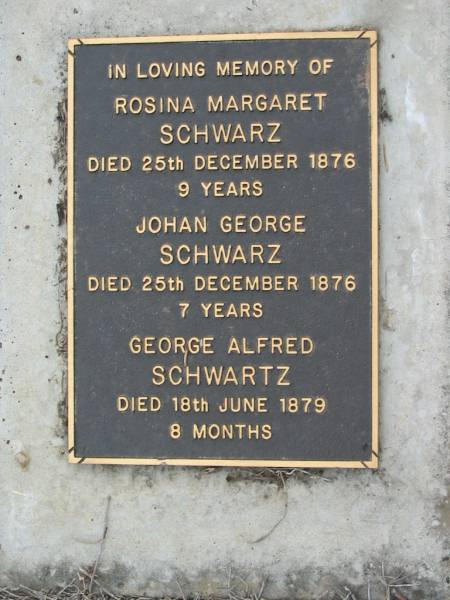 IN LOVING MEMORY OF
ROSINA MARGARET
SCHWARZ
DIED 25th DECEMBER 1876
9 YEARS
JOHAN GEORGE
SCHWARZ
DIED 25th DECEMBER 1876
7 YEARS
GEORGE ALFRED
SCHWARTZ
DIED 18th JUNE 1879
8 MONTHS